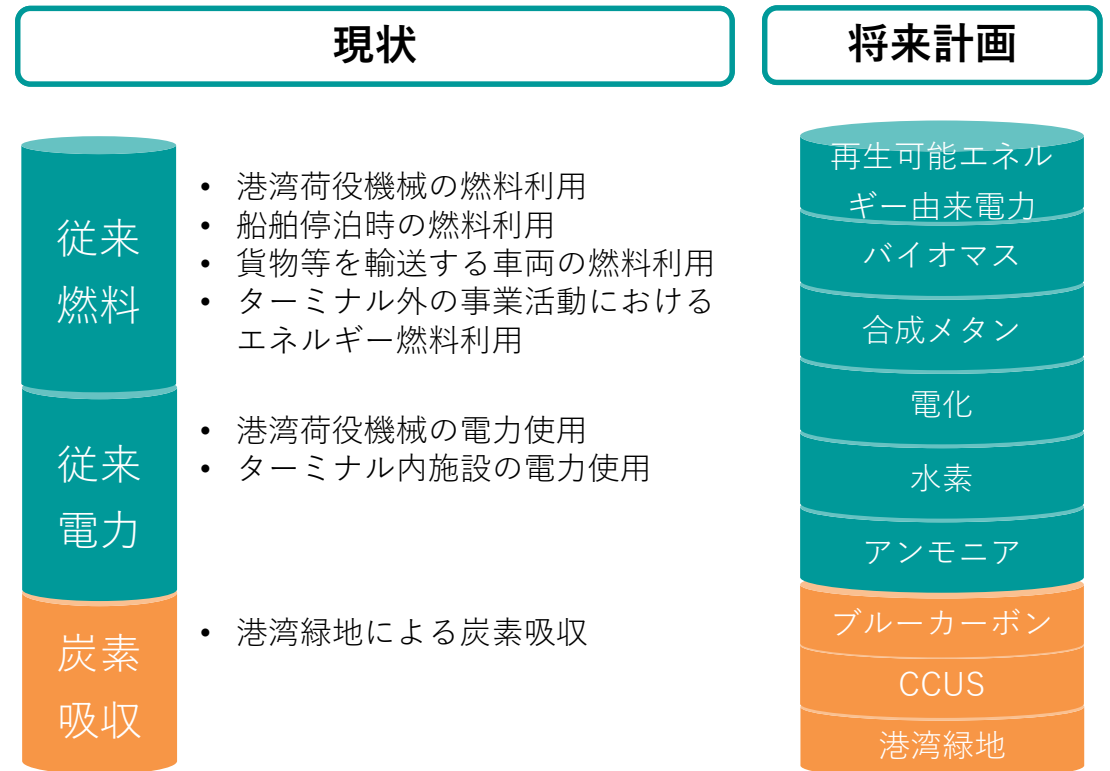 現状
将来計画
従来
燃料
• 港湾荷役機械の燃料利用
• 船舶停泊時の燃料利用
• 貨物等を輸送する車両の燃料利用
• ターミナル外の事業活動における
エネルギー燃料利用
従来
電力
• 港湾荷役機械の電力使用
• ターミナル内施設の電力使用
炭素
吸収
• 港湾緑地による炭素吸収
再生可能エネル
ギー由来電力
バイオマス
合成メタン
電化
水素
アンモニア
ブルーカーボン
CCUS
港湾緑地